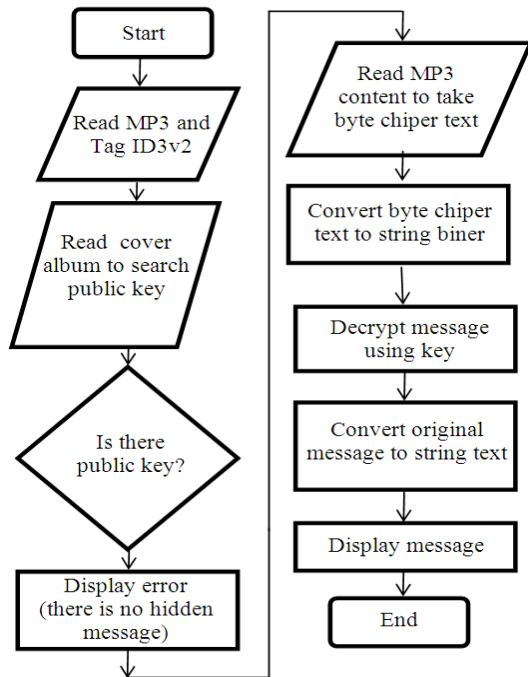 Start
Read MP3 and
Tag ID3v2
Read cover
album to search
public key
Is there
public key?
Display error
(there is no hidden
message)
Read MP3
content to take
byte chiper text
Convert byte chiper
text to string biner
Decrypt message
using key
Convert original
message to string text
Display message
End